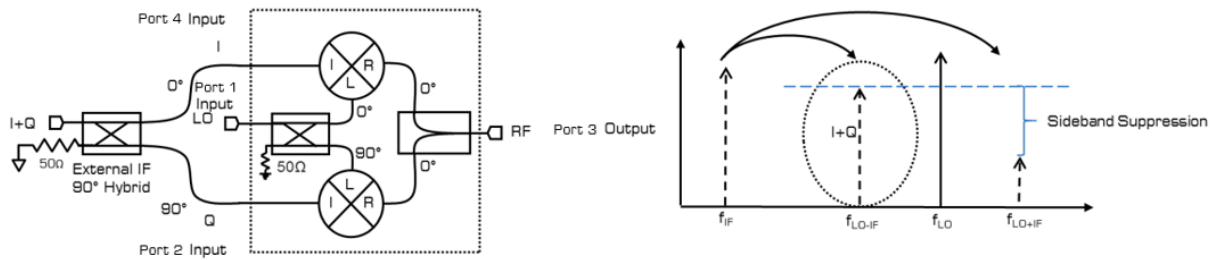 Port 4 Input
I
0°
Port 1
Input
LO
I+Q
50Ω
External IF
90° Hybrid
90°
Q
Port 2 Input
I
R
L
0°
0°
90°
50Ω
L
I
R
0°
RF
Port 3 Output
I+Q
Sideband Suppression
fIF
fLO-IF
fLO
fLO+IF